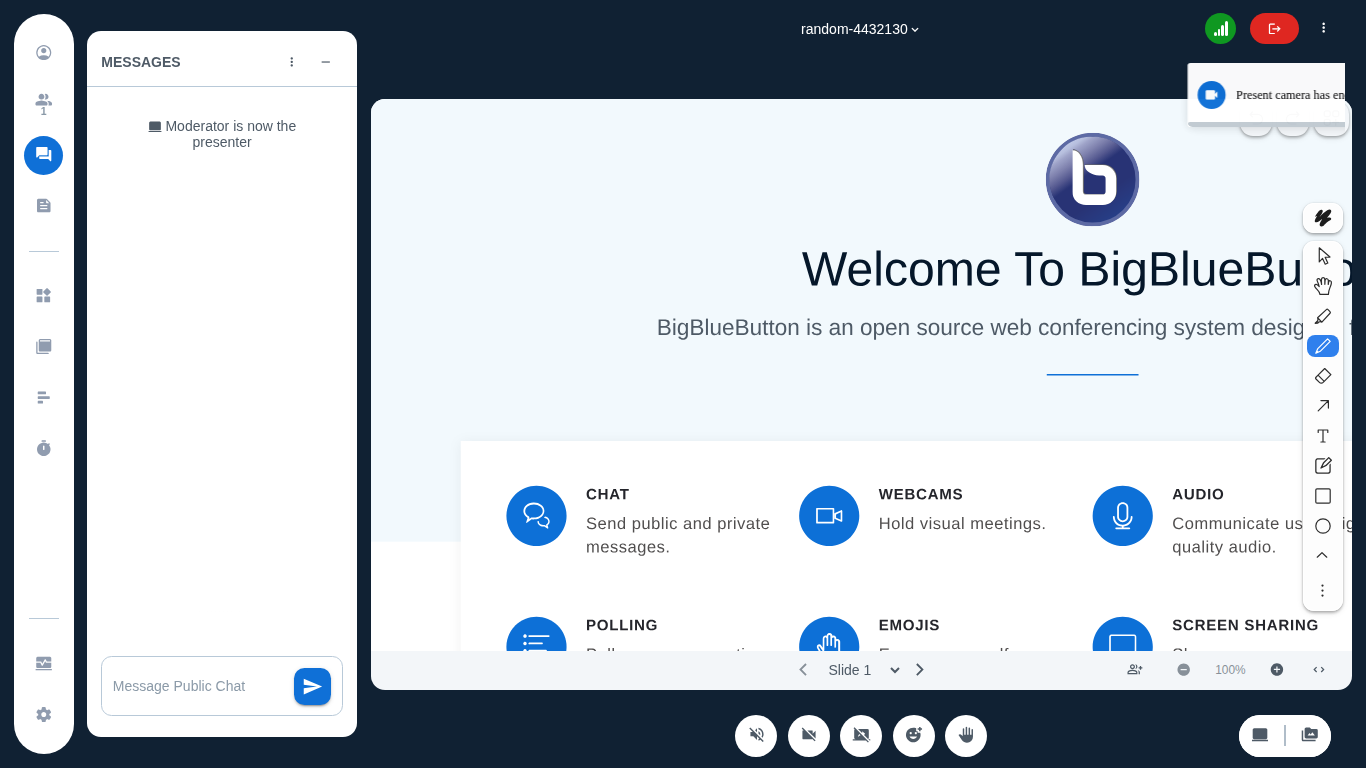 random-4432130
MESSAGES
1
Moderator is now the
presenter
Present camera has en
Welcome To BigBlueBu
BigBlueButton is an open source web conferencing system desig
CHAT
Send public and private
messages.
WEBCAMS
Hold visual meetings.
AUDIO
Communicate us
quality audio.
POLLING
EMOJIS
SCREEN SHARING
Message Public Chat
Slide 1
100%